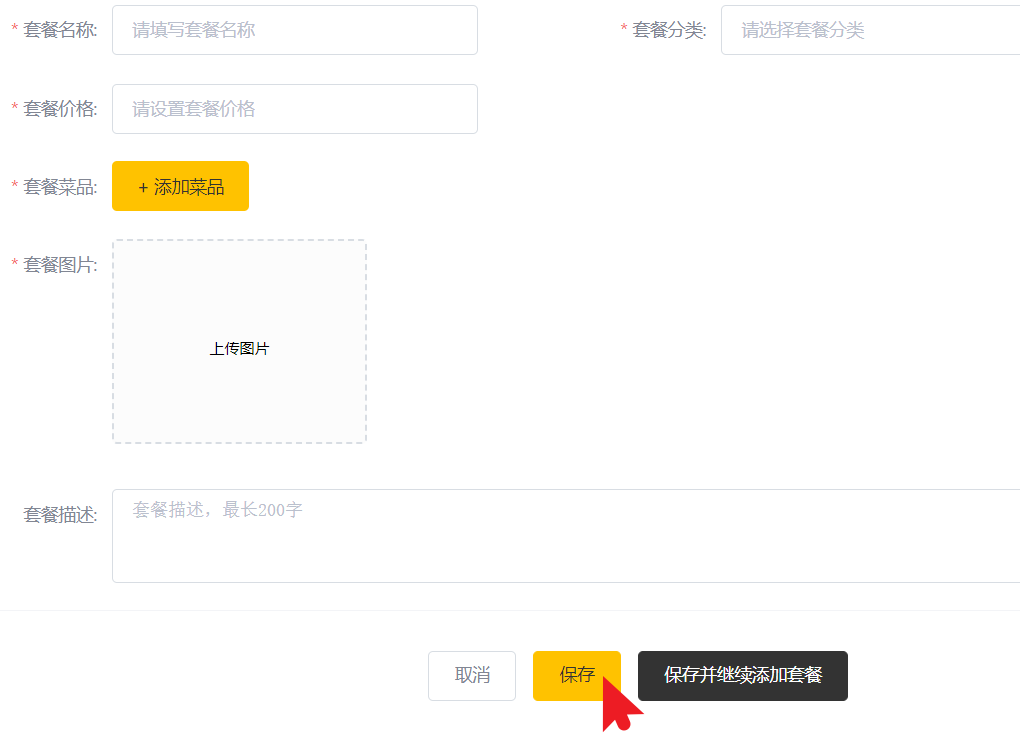 * 套餐名称: 请填写套餐名称
* 套餐分类: 请选择套餐分类
* 套餐价格: 请设置套餐价格
* 套餐菜品: + 添加菜品
* 套餐图片:
上传图片
套餐描述: 套餐描述，最长200字
取消 保存 保存并继续添加套餐